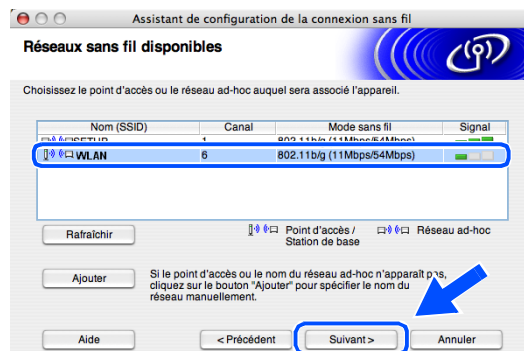 Assistant de configuration de la connexion sans fil
Réseaux sans fil disponibles
Choisissez le point d'accès ou le réseau ad-hoc auquel sera associé l'appareil.
Nom (SSID) Canal Mode sans fil Signal
SETUP 1 802.11b/g (11Mbps/54Mbps)
WLAN 6 802.11b/g (11Mbps/54Mbps)
Rafraîchir
Point d'accès / Station de base
Réseau ad-hoc
Ajouter
Si le point d'accès ou le nom du réseau ad-hoc n'apparaît pas,
cliquez sur le bouton "Ajouter" pour spécifier le nom du
réseau manuellement.
Aide
< Précédent
Suivant >
Annuler